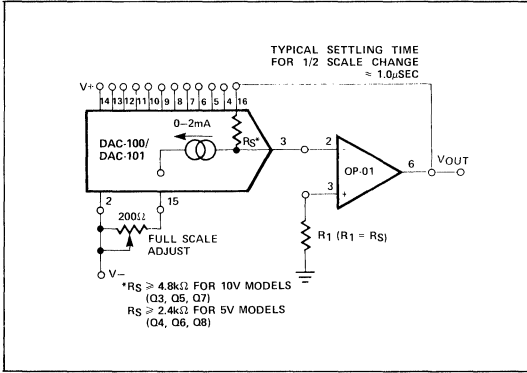 TYPICAL SETTLING TIME
FOR 1/2 SCALE CHANGE
≈ 1.0μSEC
V+
14 13 12 11 10 9 8 7 6 5 4 16
0–2mA
RS*
DAC-100/
DAC-101
3
2
OP-01
6
VOUT
3
2
15
200Ω
FULL SCALE
ADJUST
R1 (R1 = RS)
V–
*RS ≥ 4.8kΩ FOR 10V MODELS
(Q3, Q5, Q7)
RS ≥ 2.4kΩ FOR 5V MODELS
(Q4, Q6, Q8)